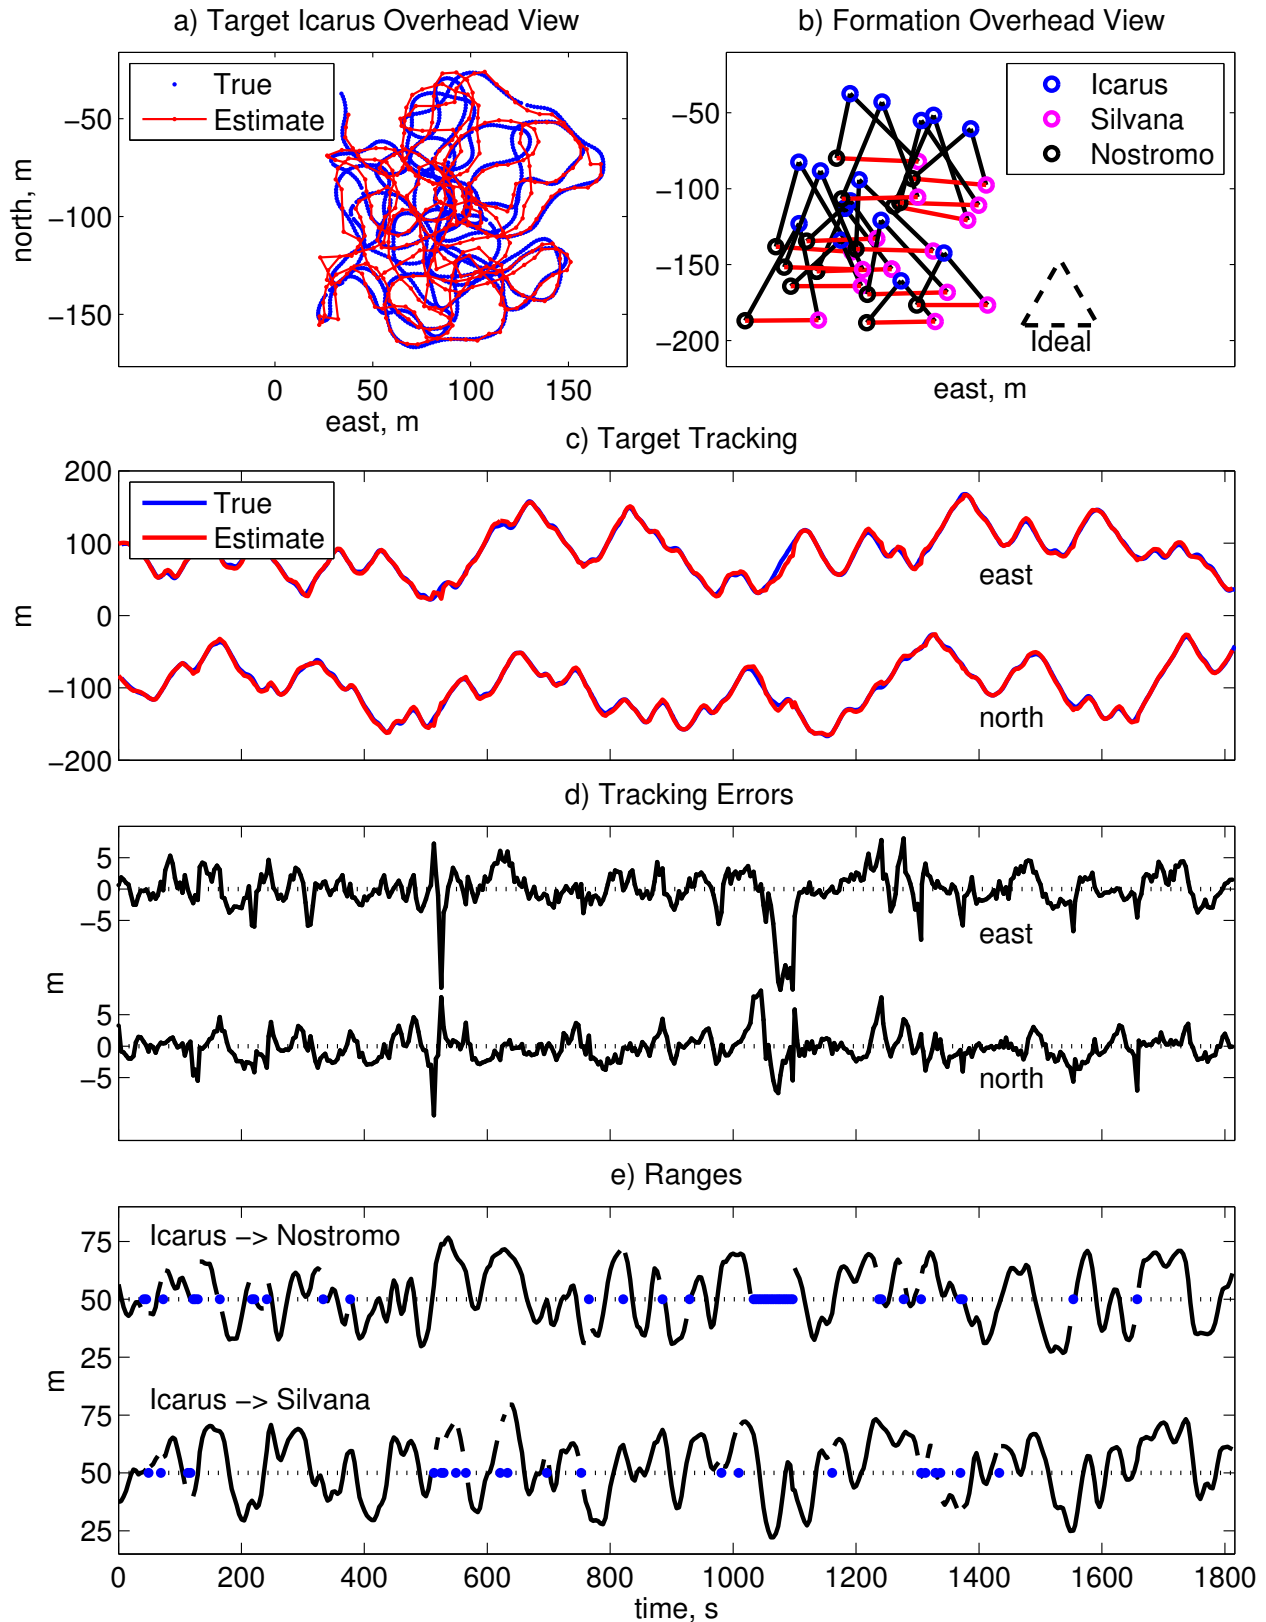 a) Target Icarus Overhead View
True
Estimate
−50
−100
−150
north, m
0 50 100 150
east, m
b) Formation Overhead View
Icarus
Silvana
Nostromo
−50
−100
−150
−200
Ideal
east, m
c) Target Tracking
True
Estimate
200
100
0
−100
−200
m
east
north
d) Tracking Errors
5
0
−5
5
0
−5
m
east
north
e) Ranges
Icarus −> Nostromo
75
50
25
m
Icarus −> Silvana
75
50
25
0 200 400 600 800 1000 1200 1400 1600 1800
time, s